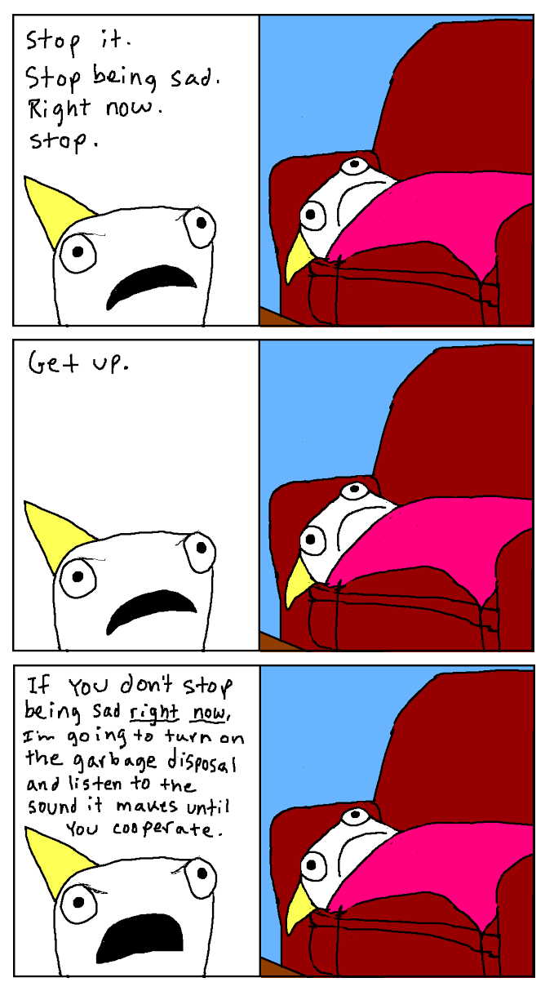 Stop it.
Stop being sad.
Right now.
Stop.
Get up.
If you don't stop
being sad right now,
I'm going to turn on
the garbage disposal
and listen to the
sound it makes until
you cooperate.